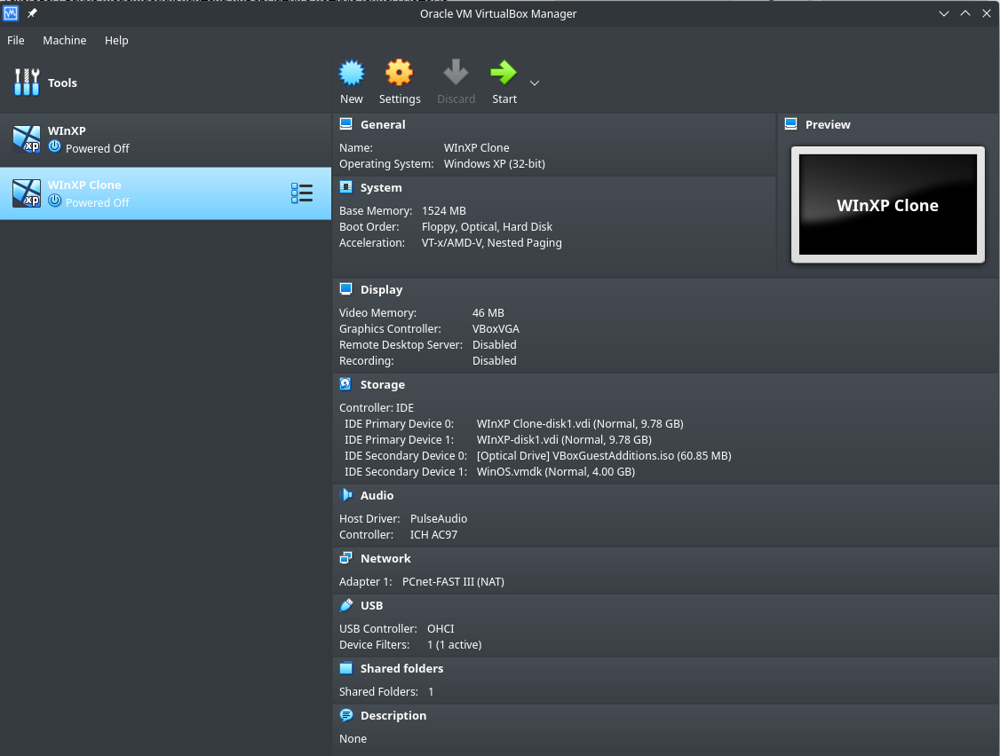 Oracle VM VirtualBox Manager
File Machine Help
Tools
New Settings Discard Start
WInXP
Powered Off
WInXP Clone
Powered Off
General
Name: WInXP Clone
Operating System: Windows XP (32-bit)
System
Base Memory: 1524 MB
Boot Order: Floppy, Optical, Hard Disk
Acceleration: VT-x/AMD-V, Nested Paging
Preview
WInXP Clone
Display
Video Memory: 46 MB
Graphics Controller: VBoxVGA
Remote Desktop Server: Disabled
Recording: Disabled
Storage
Controller: IDE
IDE Primary Device 0: WInXP Clone-disk1.vdi (Normal, 9.78 GB)
IDE Primary Device 1: WInXP-disk1.vdi (Normal, 9.78 GB)
IDE Secondary Device 0: [Optical Drive] VBoxGuestAdditions.iso (60.85 MB)
IDE Secondary Device 1: WinOS.vmdk (Normal, 4.00 GB)
Audio
Host Driver: PulseAudio
Controller: ICH AC97
Network
Adapter 1: PCnet-FAST III (NAT)
USB
USB Controller: OHCI
Device Filters: 1 (1 active)
Shared folders
Shared Folders: 1
Description
None